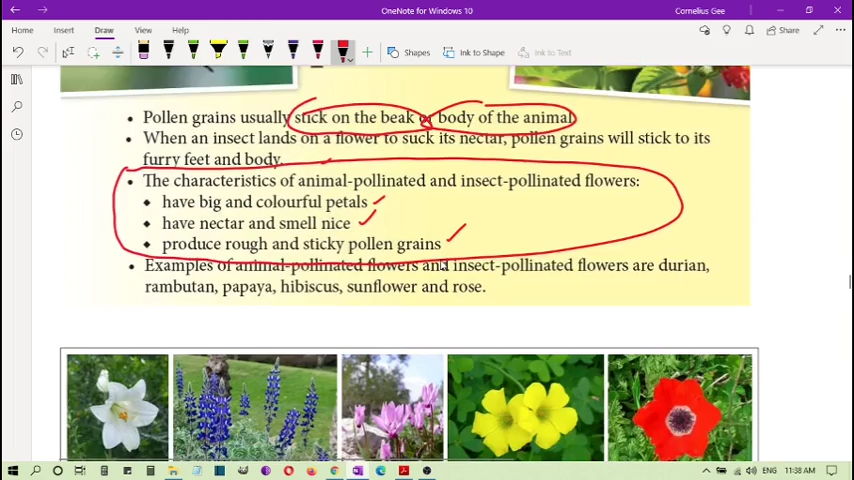 OneNote for Windows 10
Cornelius Gee
Home Insert Draw View Help
Share
Shapes Ink to Shape Ink to Text
• Pollen grains usually stick on the beak or body of the animal.
• When an insect lands on a flower to suck its nectar, pollen grains will stick to its
furry feet and body.
• The characteristics of animal-pollinated and insect-pollinated flowers:
◆ have big and colourful petals
◆ have nectar and smell nice
◆ produce rough and sticky pollen grains
• Examples of animal-pollinated flowers and insect-pollinated flowers are durian,
rambutan, papaya, hibiscus, sunflower and rose.
ENG 11:38 AM